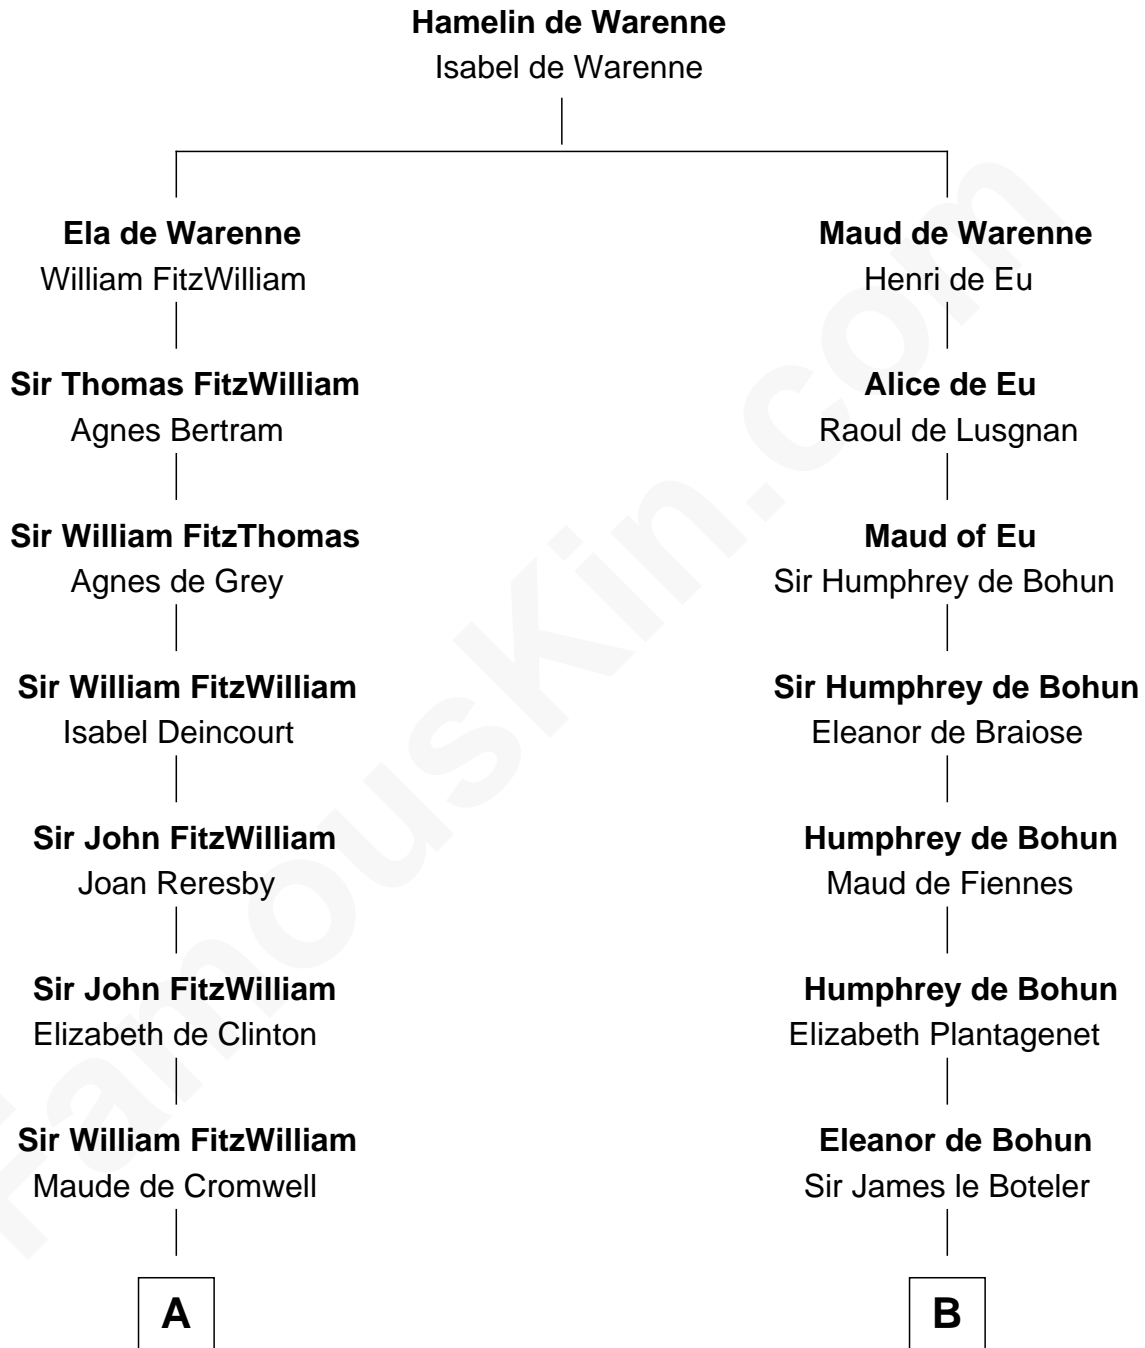 Hamelin de Warenne
Isabel de Warenne
Ela de Warenne
William FitzWilliam
Maud de Warenne
Henri de Eu
Sir Thomas FitzWilliam
Agnes Bertram
Alice de Eu
Raoul de Lusgnan
Sir William FitzThomas
Agnes de Grey
Maud of Eu
Sir Humphrey de Bohun
Sir William FitzWilliam
Isabel Deincourt
Sir Humphrey de Bohun
Eleanor de Braiose
Sir John FitzWilliam
Joan Reresby
Humphrey de Bohun
Maud de Fiennes
Sir John FitzWilliam
Elizabeth de Clinton
Humphrey de Bohun
Elizabeth Plantagenet
Sir William FitzWilliam
Maude de Cromwell
Eleanor de Bohun
Sir James le Boteler
A
B
FamousKin.com